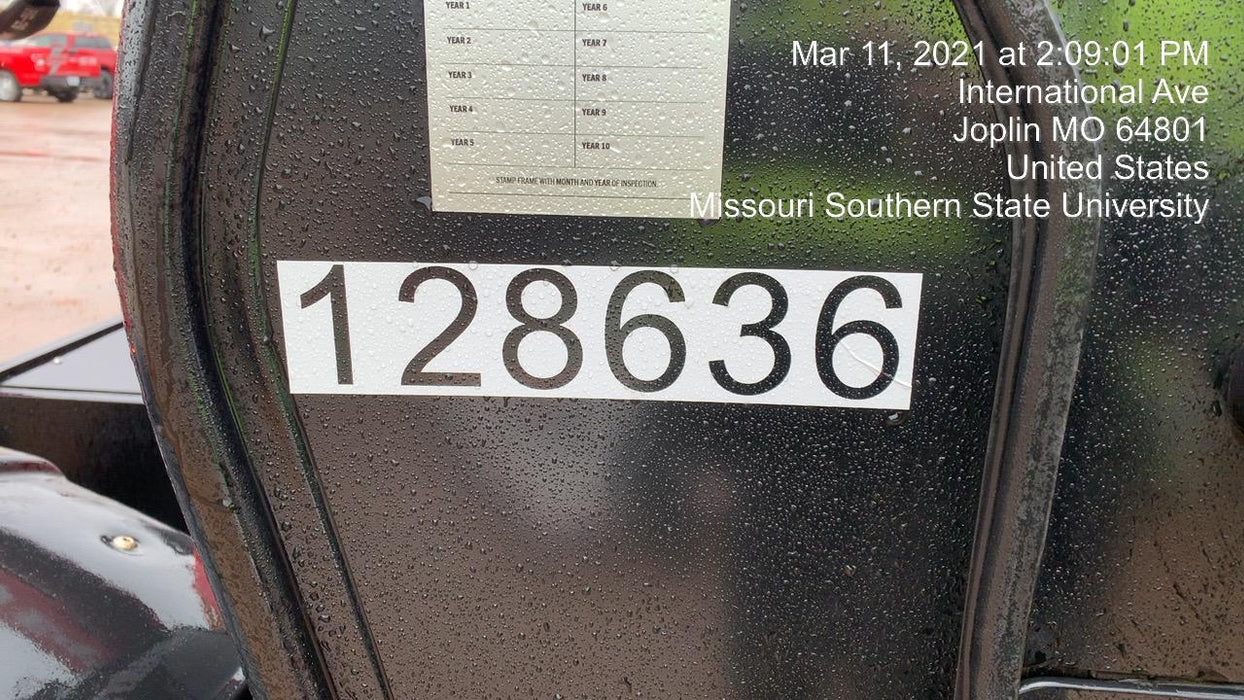 YEAR 1 YEAR 6
YEAR 2 YEAR 7
YEAR 3 YEAR 8
YEAR 4 YEAR 9
YEAR 5 YEAR 10
STAMP FRAME WITH MONTH AND YEAR OF INSPECTION.
Mar 11, 2021 at 2:09:01 PM
International Ave
Joplin MO 64801
United States
Missouri Southern State University
128636